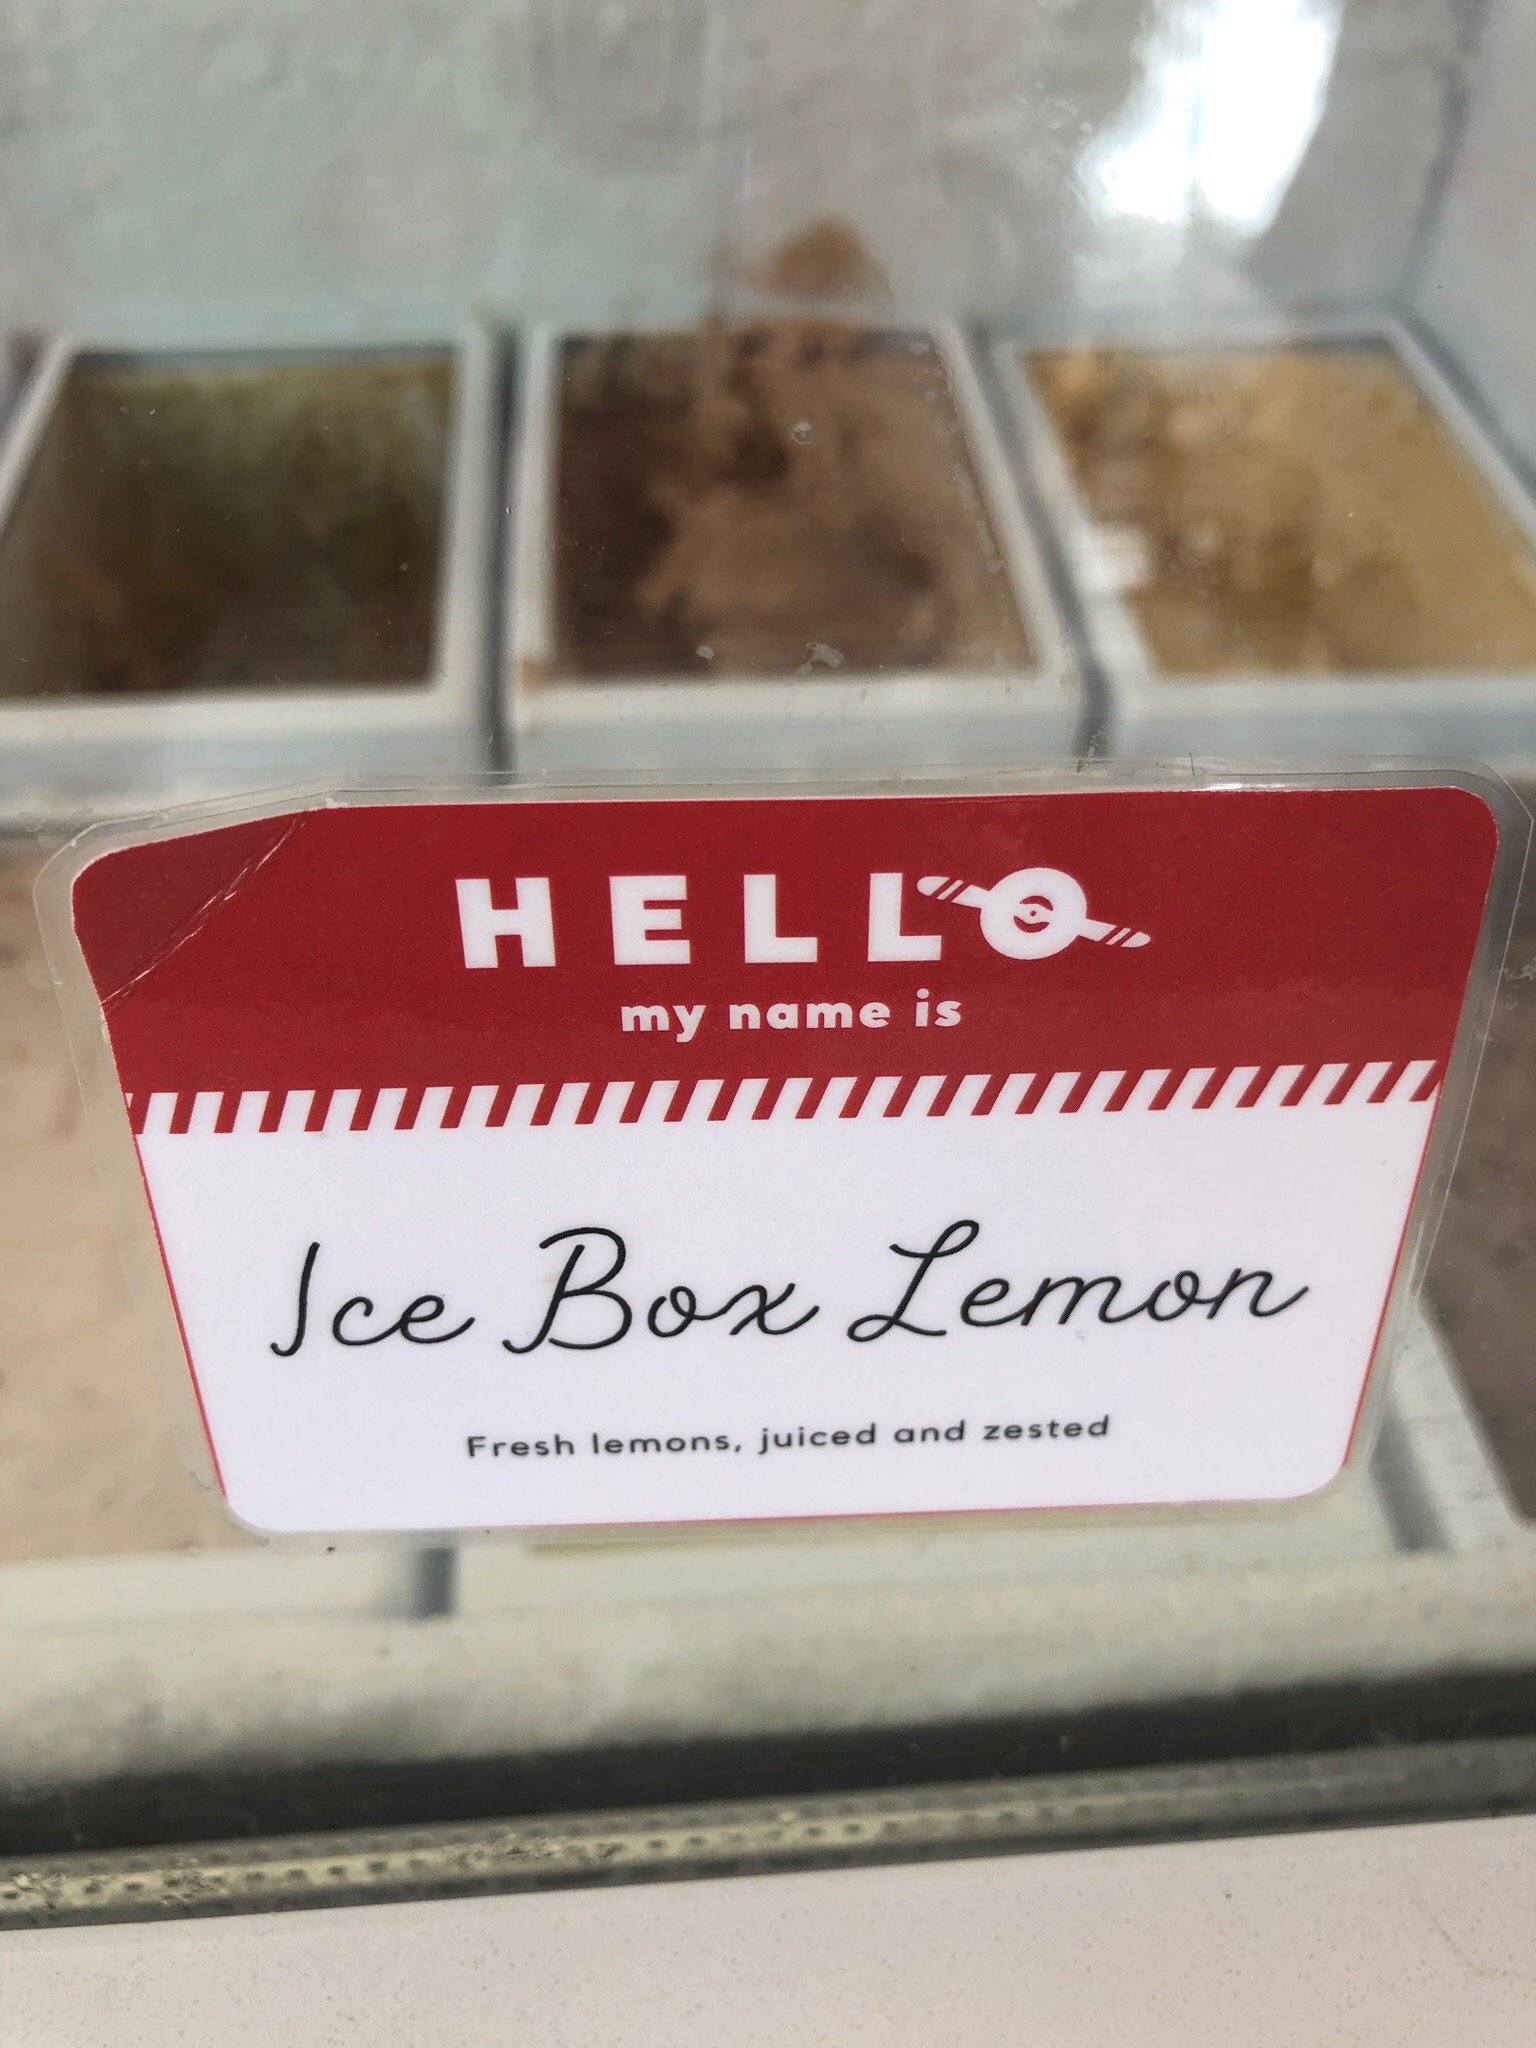 HELLO
my name is
Ice Box Lemon
Fresh lemons, juiced and zested